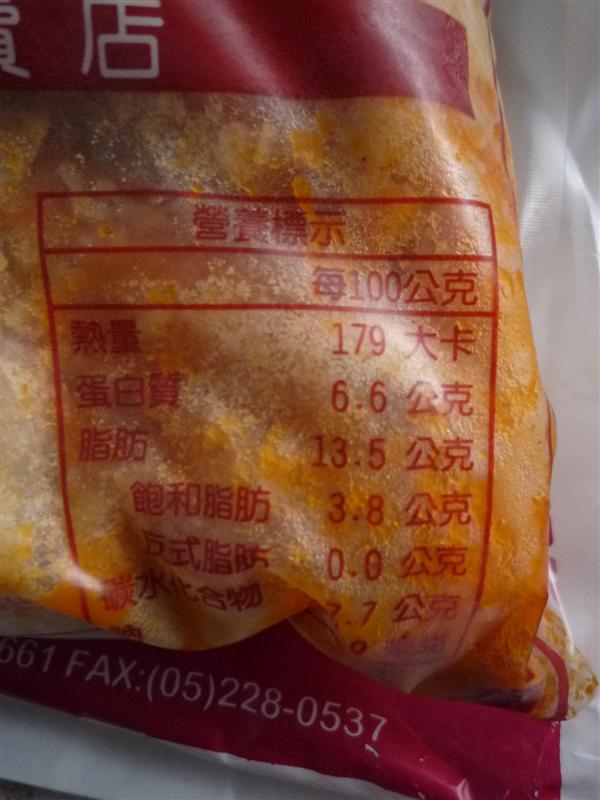 賣店
營養標示
每100公克
熱量 179 大卡
蛋白質 6.6 公克
脂肪 13.5 公克
飽和脂肪 3.8 公克
反式脂肪 0.0 公克
碳水化合物 7.7 公克
鈉
661 FAX:(05)228-0537